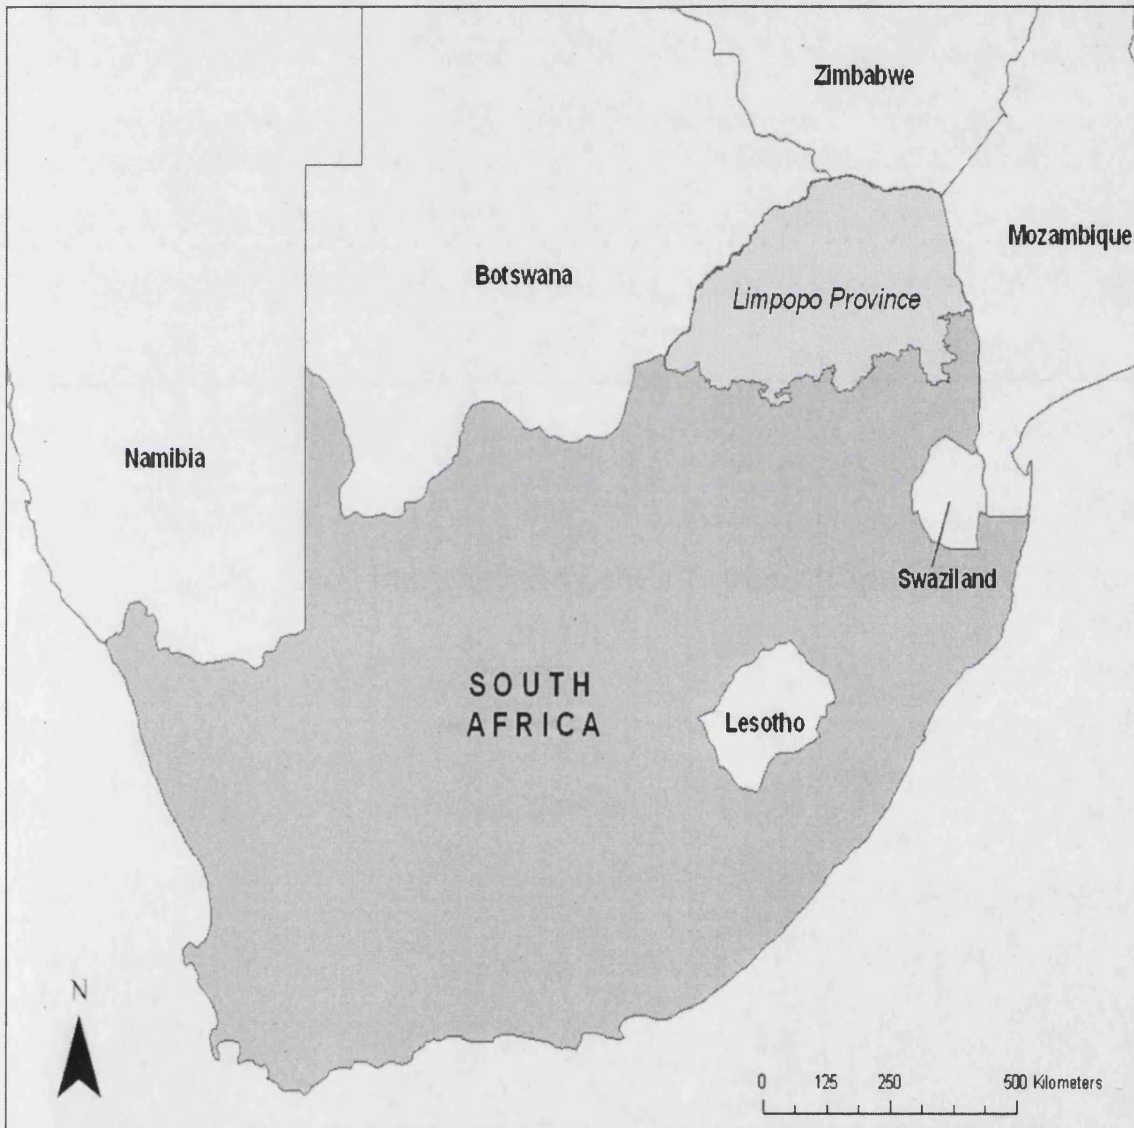 Zimbabwe
Mozambique
Botswana
Limpopo Province
Namibia
Swaziland
SOUTH
AFRICA
Lesotho
N
0 125 250 500 Kilometers